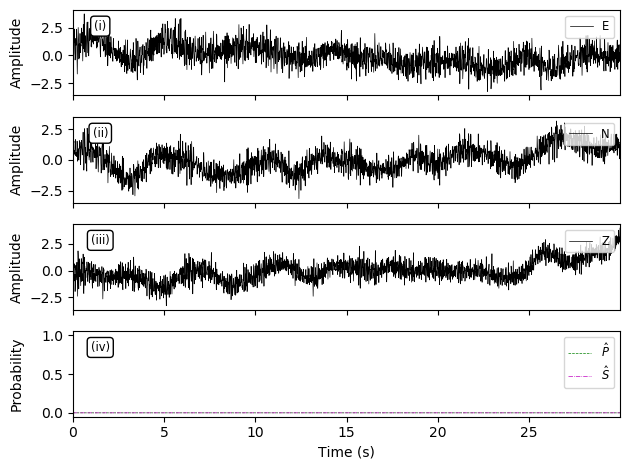 (i)
E
Amplitude
2.5
0.0
−2.5
(ii)
N
Amplitude
2.5
0.0
−2.5
(iii)
Z
Amplitude
2.5
0.0
−2.5
(iv)
P̂
Ŝ
Probability
1.0
0.5
0.0
0 5 10 15 20 25
Time (s)